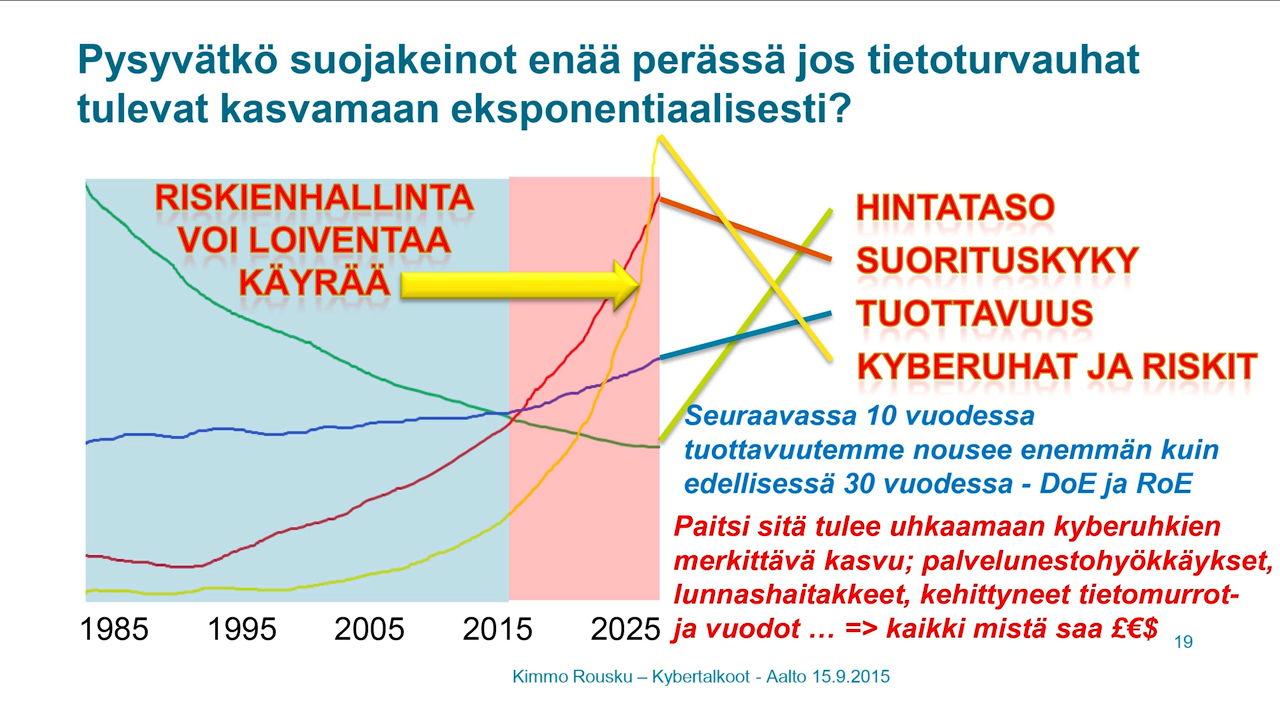 Pysyvätkö suojakeinot enää perässä jos tietoturvauhat
tulevat kasvamaan eksponentiaalisesti?
RISKIENHALLINTA
VOI LOIVENTAA
KÄYRÄÄ
HINTATASO
SUORITUSKYKY
TUOTTAVUUS
KYBERUHAT JA RISKIT
Seuraavassa 10 vuodessa
tuottavuutemme nousee enemmän kuin
edellisessä 30 vuodessa - DoE ja RoE
Paitsi sitä tulee uhkaamaan kyberuhkien
merkittävä kasvu; palvelunestohyökkäykset,
lunnashaitakkeet, kehittyneet tietomurrot-
ja vuodot … => kaikki mistä saa £€$
1985 1995 2005 2015 2025
19
Kimmo Rousku – Kybertalkoot - Aalto 15.9.2015